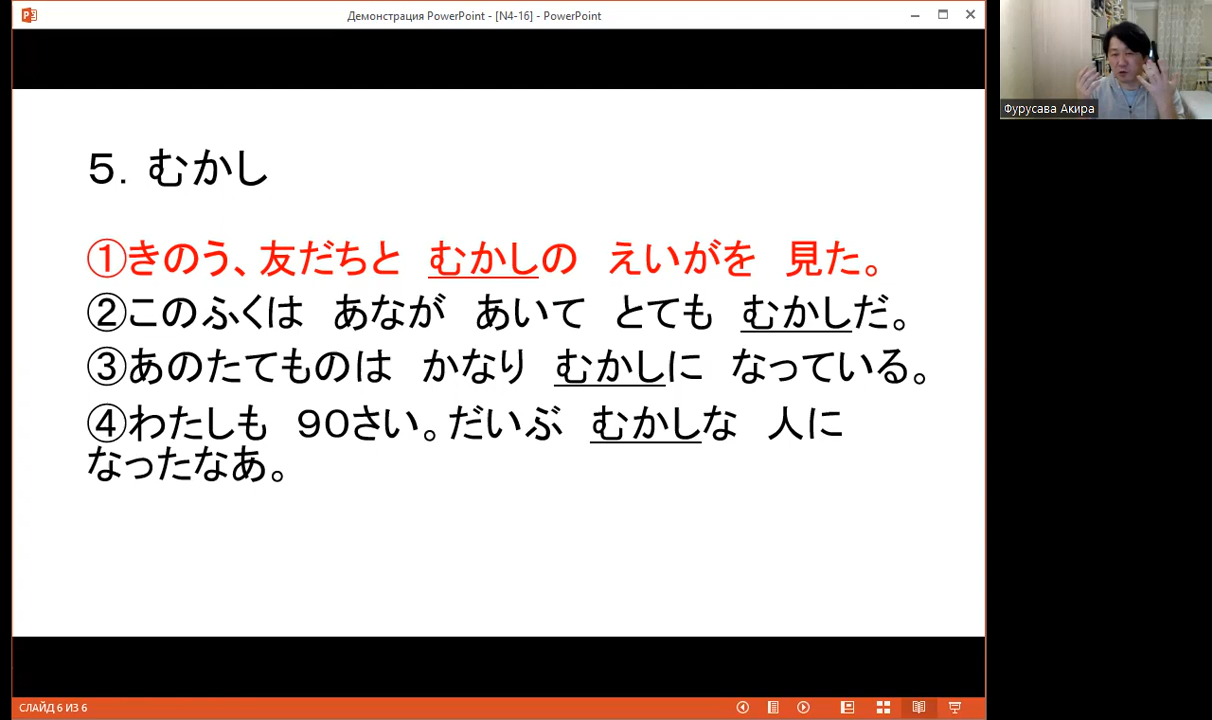 Демонстрация PowerPoint - [N4-16] - PowerPoint
Фурусава Акира
５．むかし
①きのう、友だちと　むかしの　えいがを　見た。
②このふくは　あなが　あいて　とても　むかしだ。
③あのたてものは　かなり　むかしに　なっている。
④わたしも　９０さい。だいぶ　むかしな　人に
なったなあ。
СЛАЙД 6 ИЗ 6